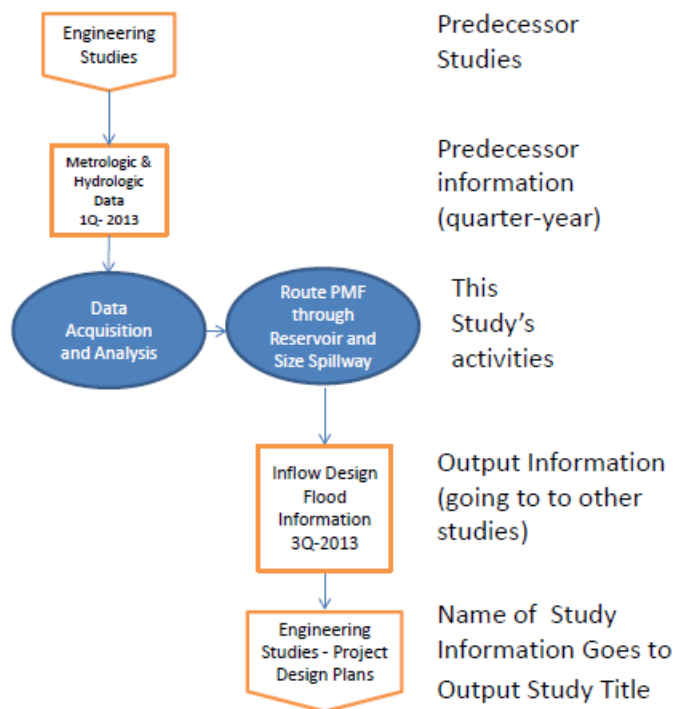 Engineering
Studies
Predecessor
Studies
Metrologic &
Hydrologic
Data
1Q- 2013
Predecessor
information
(quarter-year)
Data
Acquisition
and Analysis
Route PMF
through
Reservoir and
Size Spillway
This
Study’s
activities
Inflow Design
Flood
Information
3Q-2013
Output Information
(going to to other
studies)
Engineering
Studies - Project
Design Plans
Name of Study
Information Goes to
Output Study Title